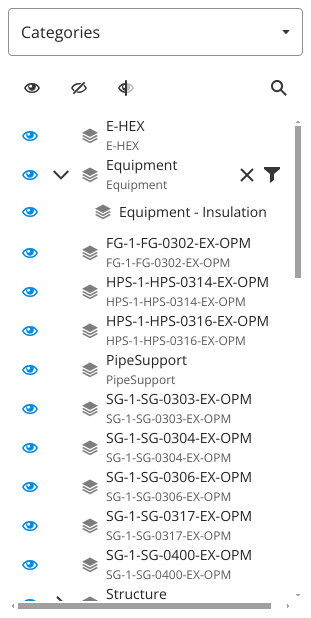 Categories
E-HEX
E-HEX
Equipment
Equipment
Equipment - Insulation
FG-1-FG-0302-EX-OPM
FG-1-FG-0302-EX-OPM
HPS-1-HPS-0314-EX-OPM
HPS-1-HPS-0314-EX-OPM
HPS-1-HPS-0316-EX-OPM
HPS-1-HPS-0316-EX-OPM
PipeSupport
PipeSupport
SG-1-SG-0303-EX-OPM
SG-1-SG-0303-EX-OPM
SG-1-SG-0304-EX-OPM
SG-1-SG-0304-EX-OPM
SG-1-SG-0306-EX-OPM
SG-1-SG-0306-EX-OPM
SG-1-SG-0317-EX-OPM
SG-1-SG-0317-EX-OPM
SG-1-SG-0400-EX-OPM
SG-1-SG-0400-EX-OPM
Structure